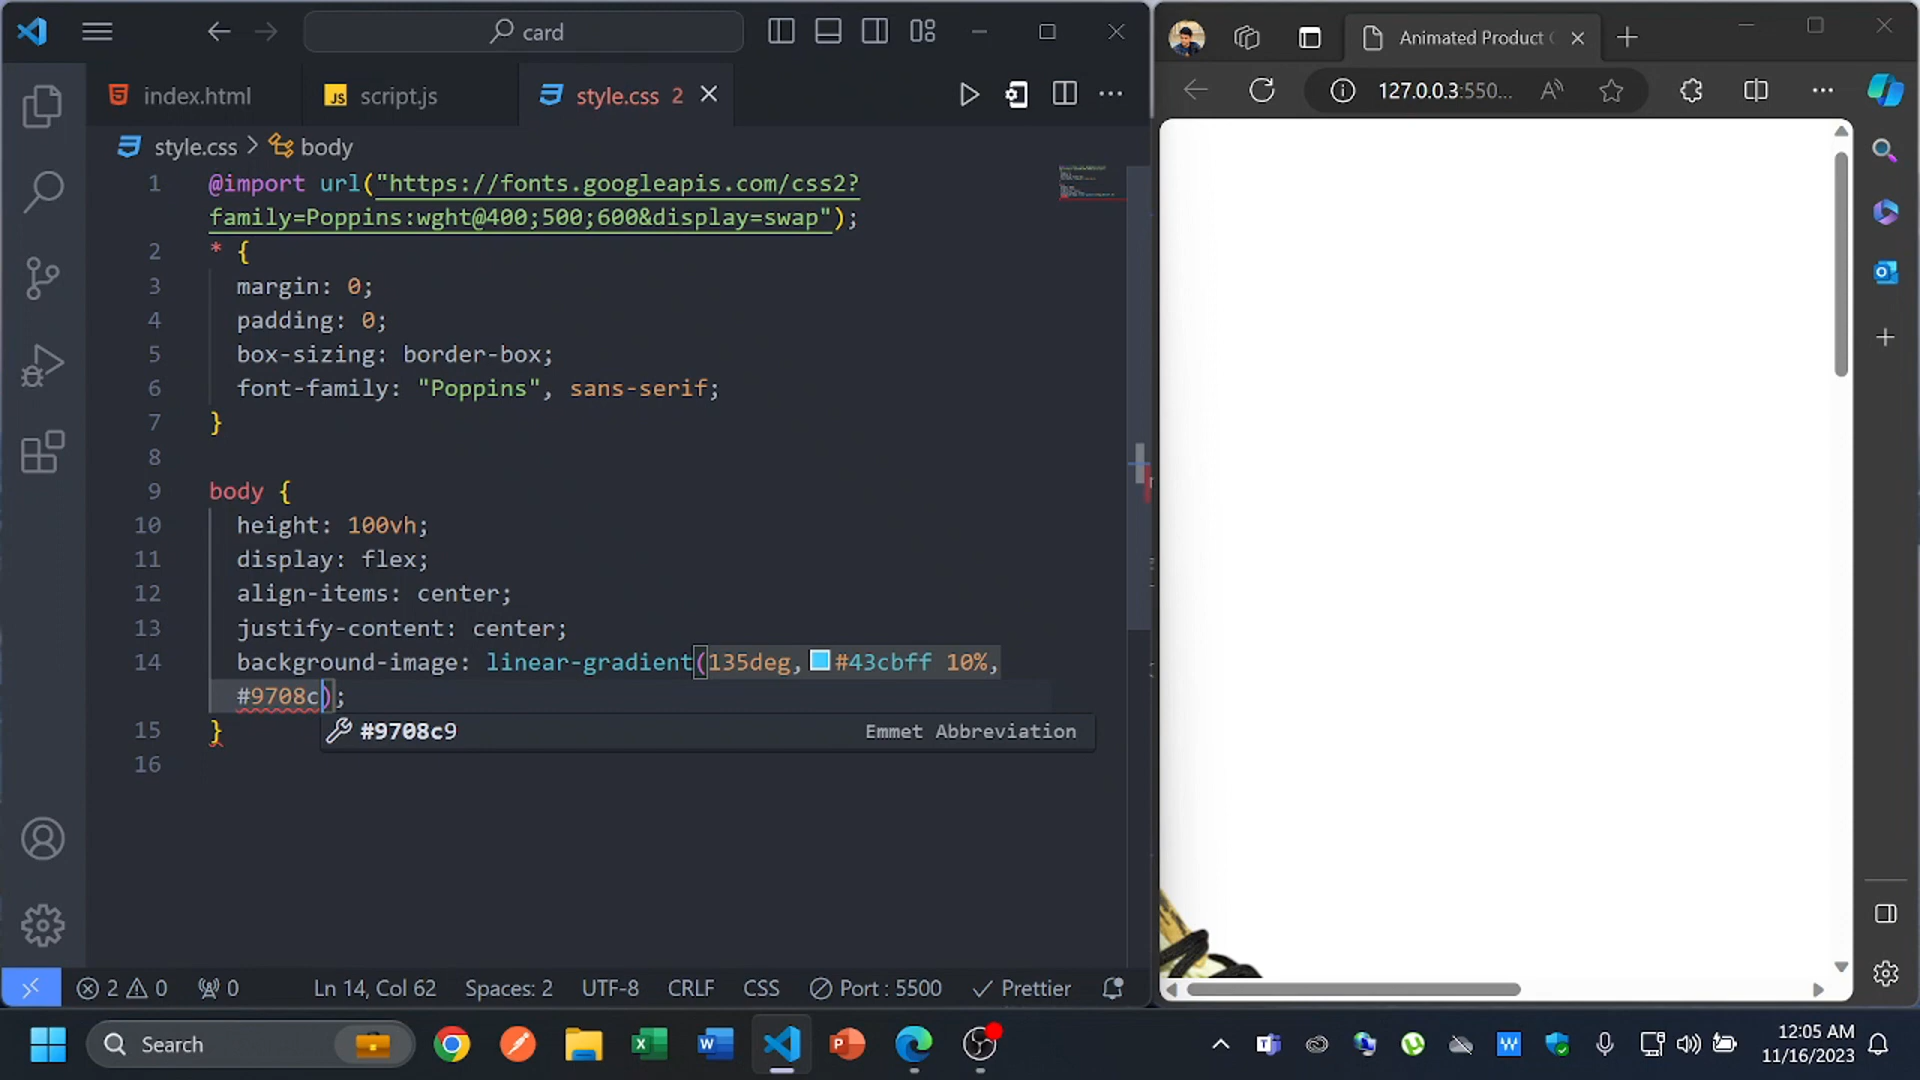 card
index.html
script.js
style.css 2
style.css > body
1 @import url("https://fonts.googleapis.com/css2?
family=Poppins:wght@400;500;600&display=swap");
2 * {
3 margin: 0;
4 padding: 0;
5 box-sizing: border-box;
6 font-family: "Poppins", sans-serif;
7 }
8
9 body {
10 height: 100vh;
11 display: flex;
12 align-items: center;
13 justify-content: center;
14 background-image: linear-gradient(135deg, #43cbff 10%,
#9708c);
15 }
#9708c9 Emmet Abbreviation
16
2 0 0 Ln 14, Col 62 Spaces: 2 UTF-8 CRLF CSS Port : 5500 Prettier
Animated Product
127.0.0.3:550...
Search
12:05 AM
11/16/2023